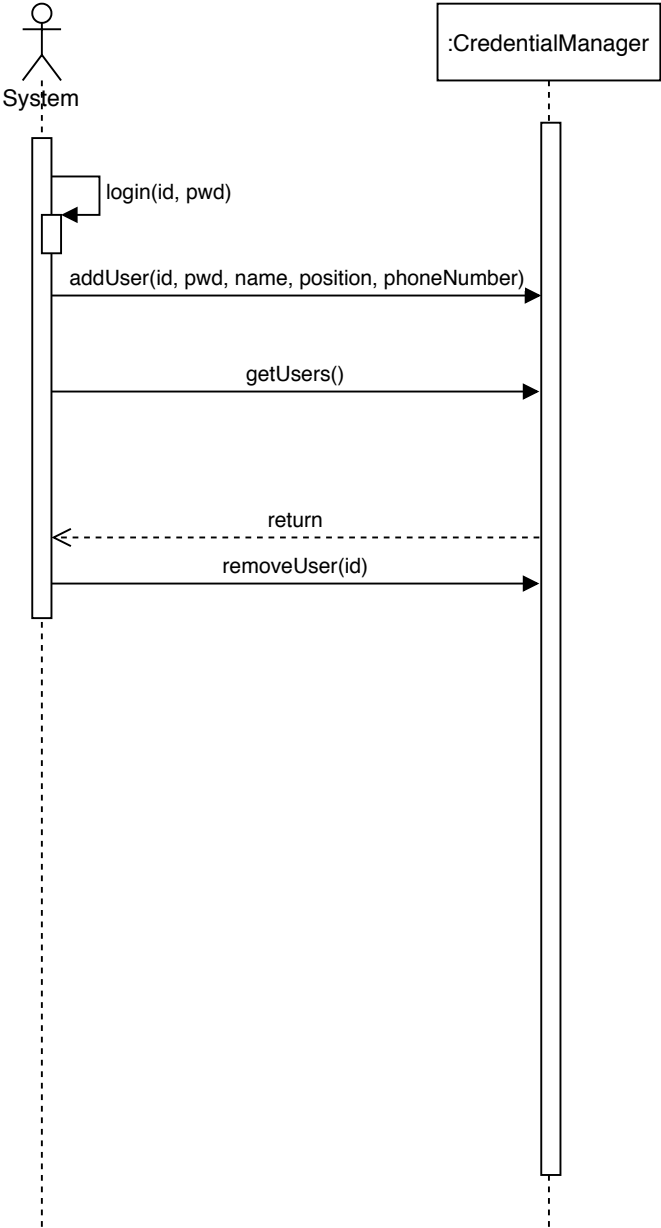 :CredentialManager
System
login(id, pwd)
addUser(id, pwd, name, position, phoneNumber)
getUsers()
return
removeUser(id)